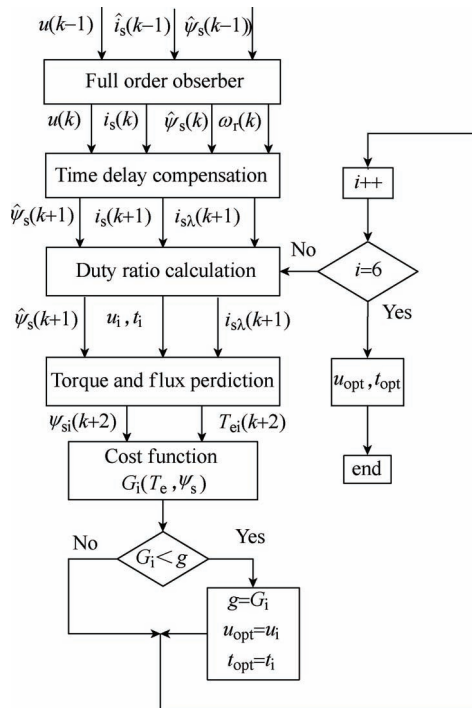 u(k−1) î_s(k−1) ψ̂_s(k−1)
Full order obserber
u(k) i_s(k) ψ̂_s(k) ω_r(k)
Time delay compensation
ψ̂_s(k+1) i_s(k+1) i_sλ(k+1)
Duty ratio calculation
ψ̂_s(k+1) u_i, t_i i_sλ(k+1)
Torque and flux perdiction
ψ_si(k+2) T_ei(k+2)
Cost function
G_i(T_e, ψ_s)
No
Yes
G_i < g
g=G_i
u_opt=u_i
t_opt=t_i
i++
No
i=6
Yes
u_opt, t_opt
end